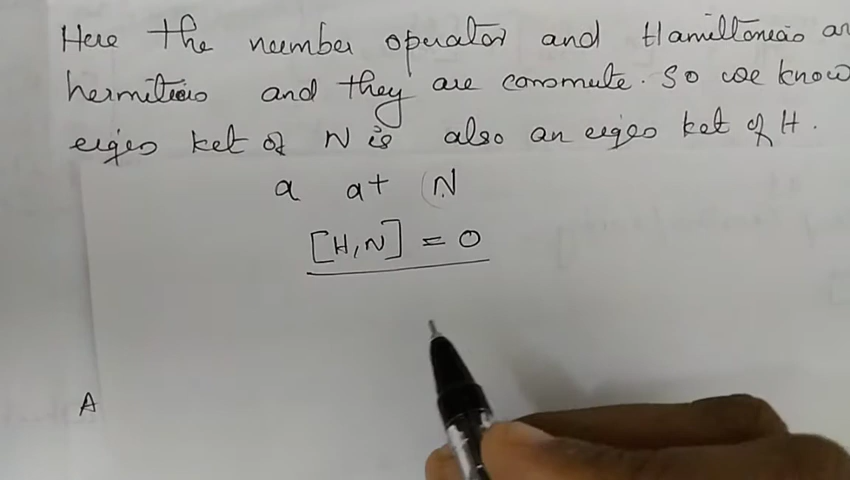 Here the number operator and Hamiltonian ar
hermitian and they are commute. So we know
eigen ket of N is also an eigen ket of H.
a a† N
[H,N] = 0
A